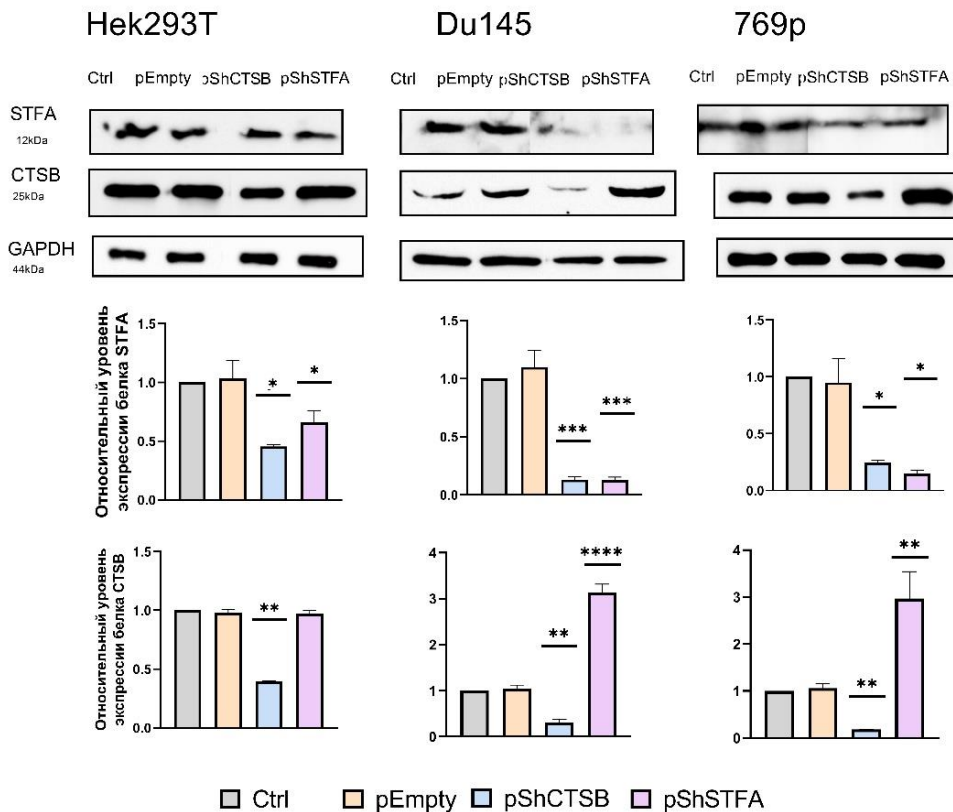 Hek293T Du145 769p
Ctrl pEmpty pShCTSB pShSTFA Ctrl pEmpty pShCTSB pShSTFA Ctrl pEmpty pShCTSB pShSTFA
STFA
12kDa
CTSB
25kDa
GAPDH
44kDa
Относительный уровень
экспрессии белка STFA
1.5
1.0
0.5
0.0
* *
1.5
1.0
0.5
0.0
*** ***
1.5
1.0
0.5
0.0
* *
Относительный уровень
экспрессии белка CTSB
1.5
1.0
0.5
0.0
**
4
3
2
1
0
** ****
4
3
2
1
0
** **
Ctrl pEmpty pShCTSB pShSTFA